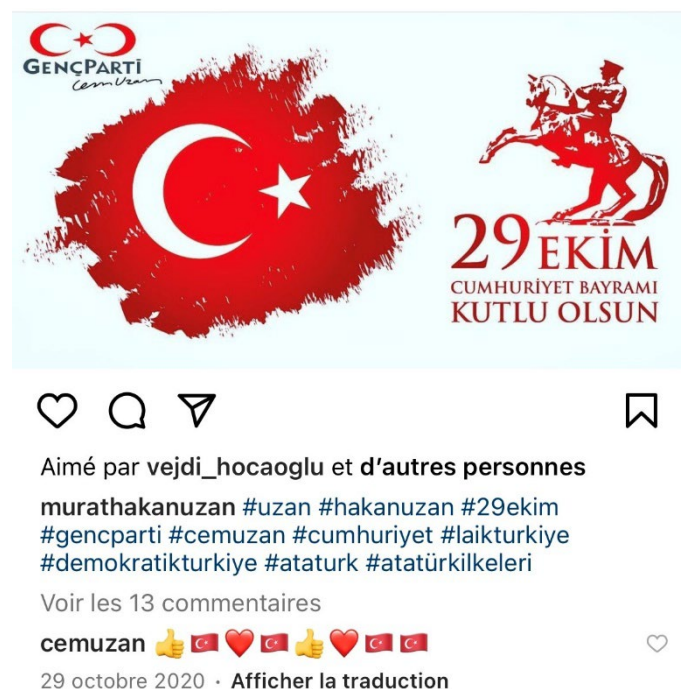 GENÇPARTİ
Cem Uzan
29 EKİM
CUMHURİYET BAYRAMI
KUTLU OLSUN
Aimé par vejdi_hocaoglu et d’autres personnes
murathakanuzan #uzan #hakanuzan #29ekim
#gencparti #cemuzan #cumhuriyet #laikturkiye
#demokratikturkiye #ataturk #atatürkilkeleri
Voir les 13 commentaires
cemuzan 👍🇹🇷❤️🇹🇷👍❤️🇹🇷🇹🇷
29 octobre 2020 · Afficher la traduction